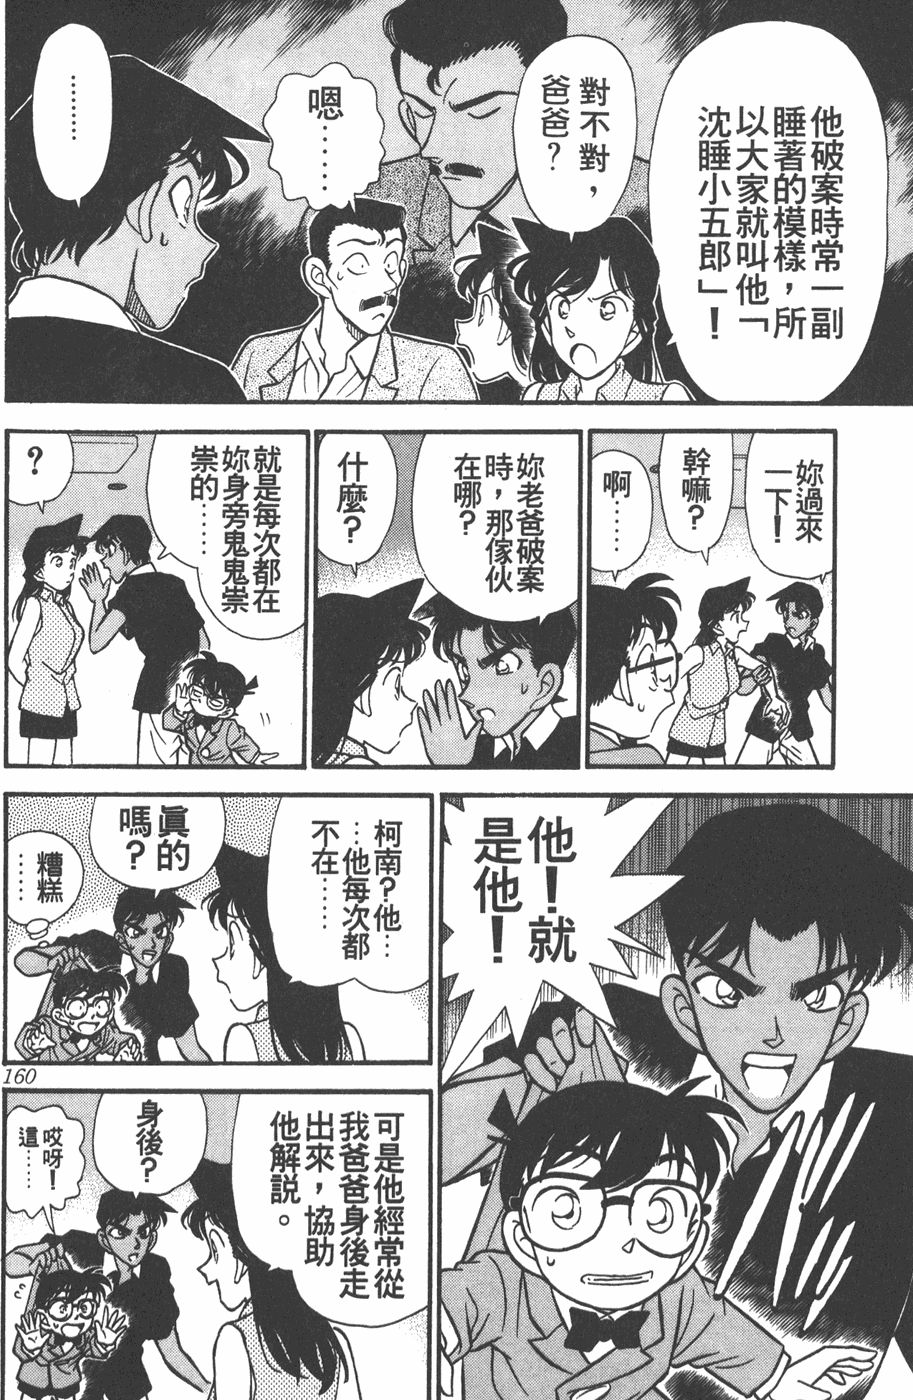 他破案時常一副
睡著的模樣，所
以大家就叫他「
沈睡小五郎」！
對不對，
爸爸？
嗯……
………
妳過來
一下！
幹嘛？
啊……
妳老爸破案
時，那傢伙
在哪？
什麼？
就是每次都在
妳身旁鬼鬼祟
祟的……
？
他！就
是他！
柯南？他…
…他每次都
不在……
眞的
嗎？
糟糕
……
160
可是他經常從
我爸爸身後走
出來，協助
他解說。
身後？
哎呀！
這……